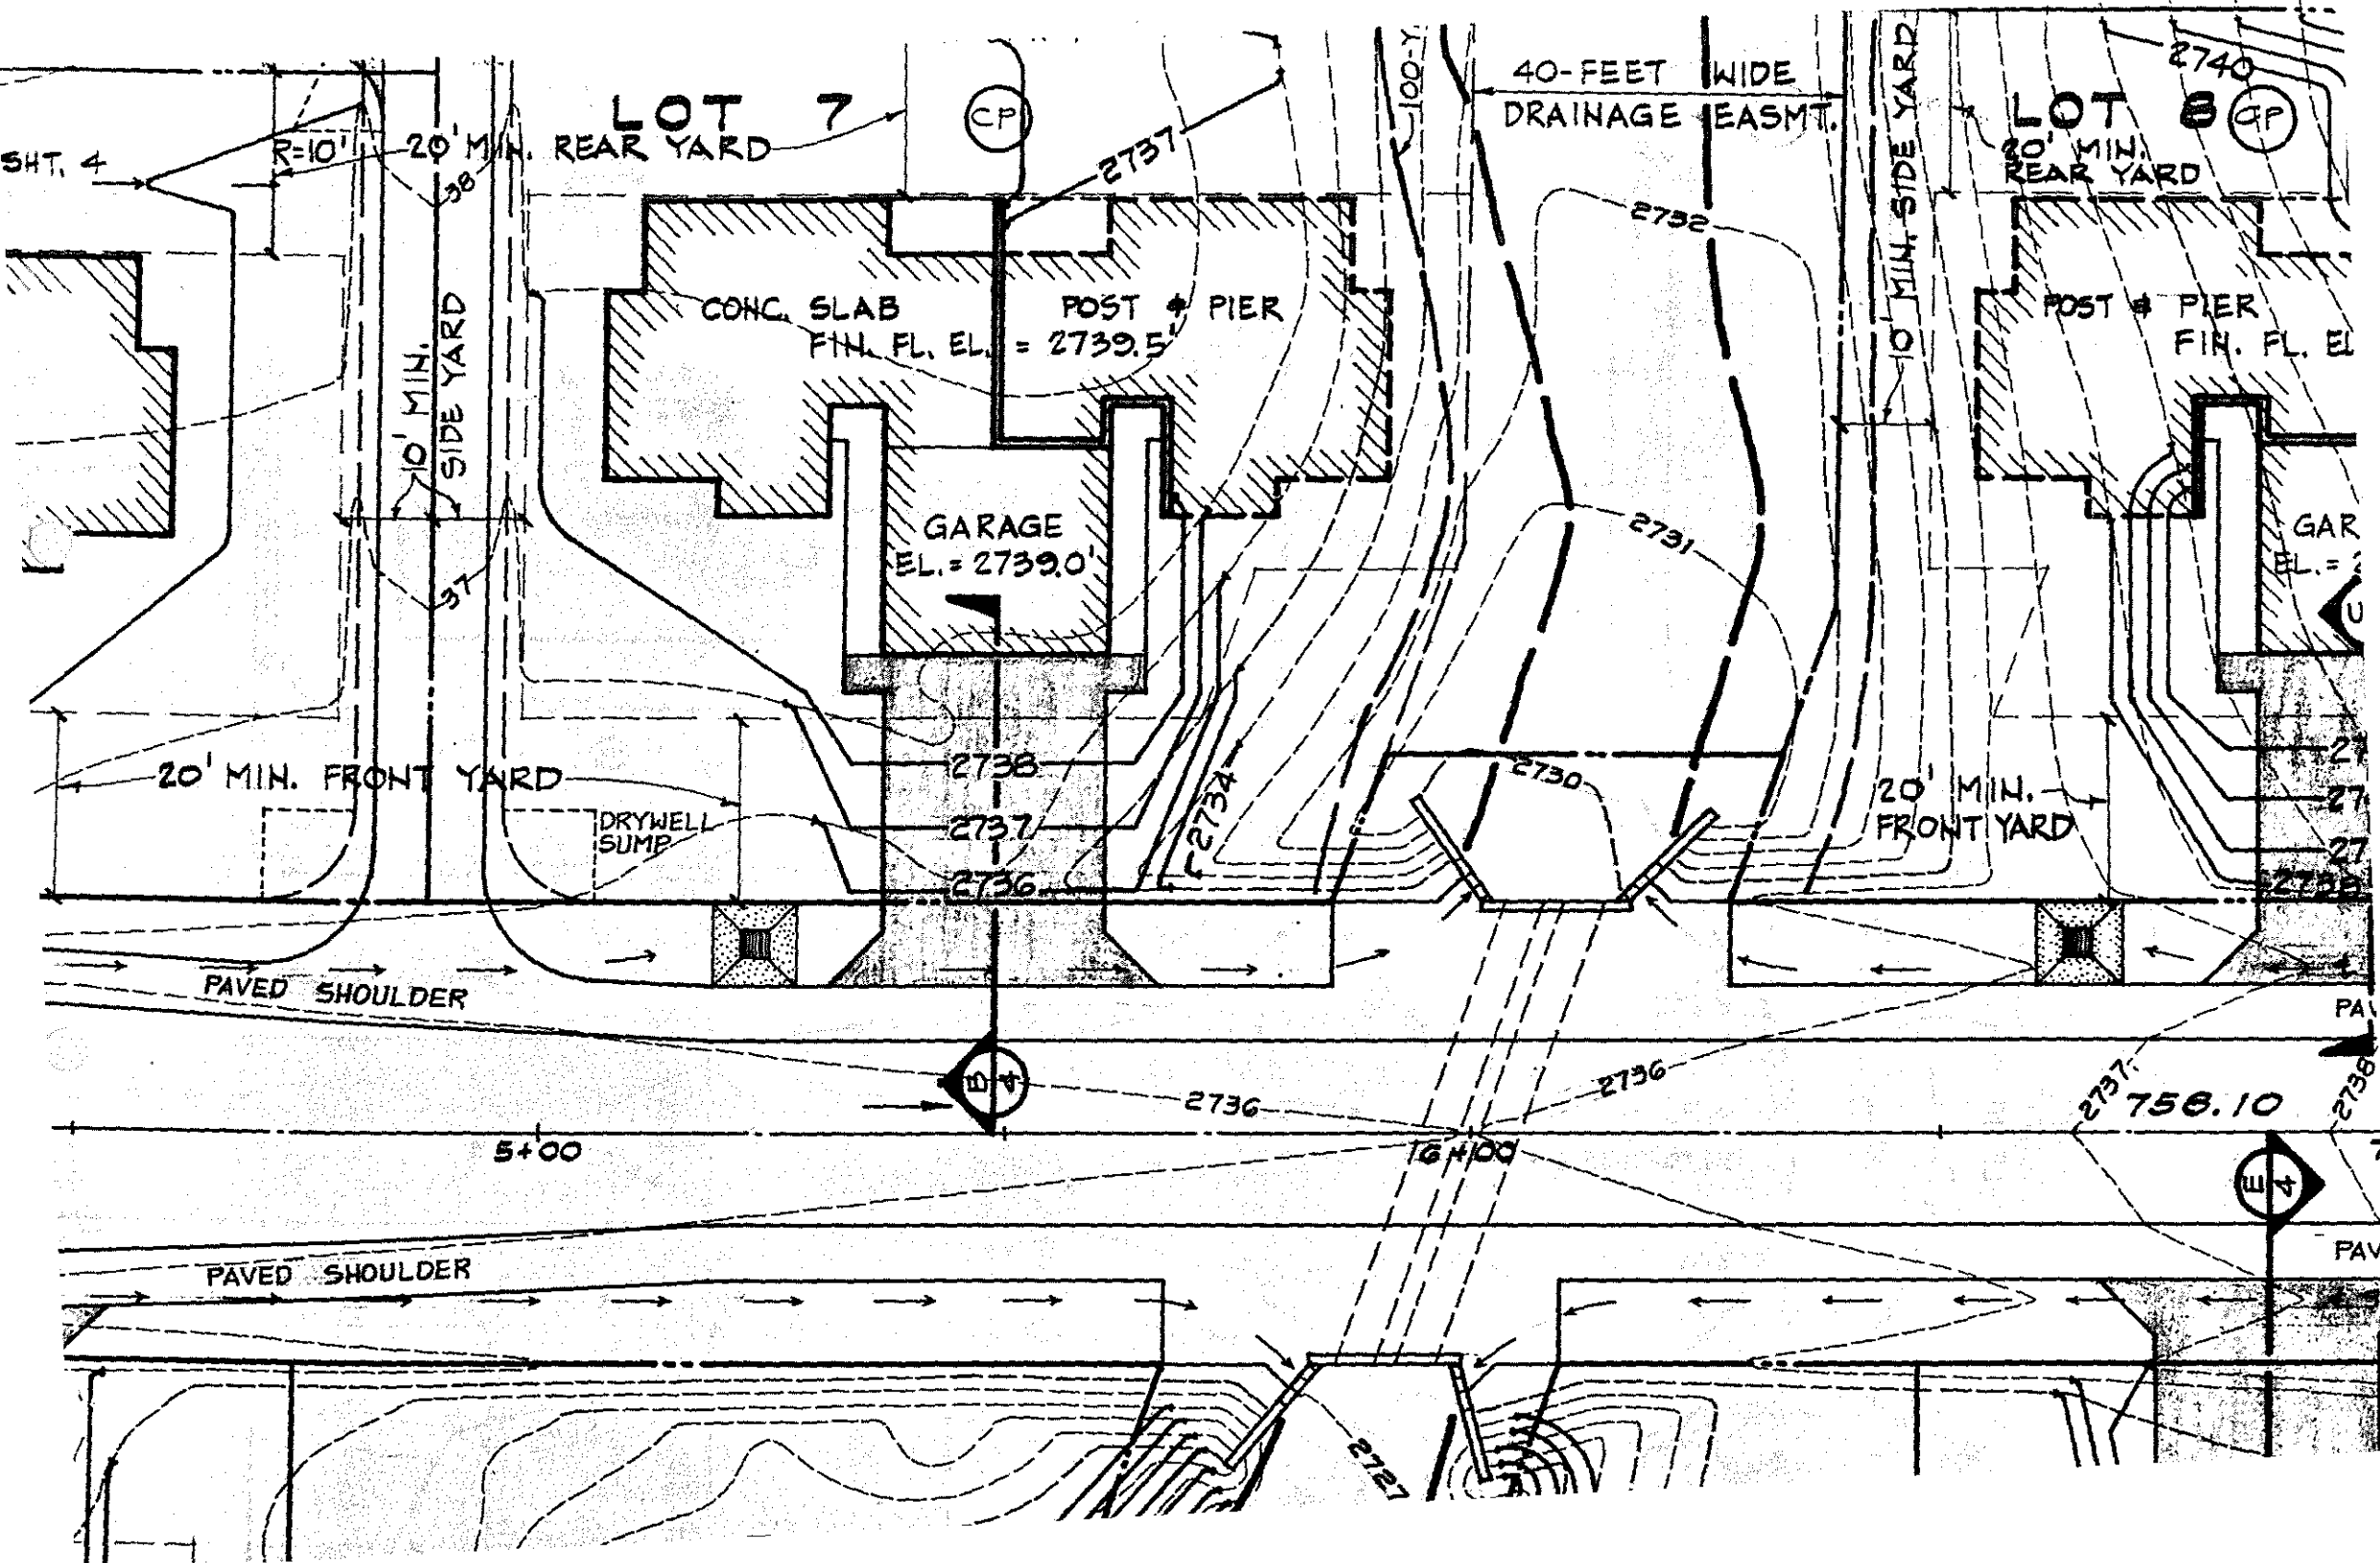 SHT. 4
R=10'
20' MIN. REAR YARD
38
LOT 7
CP
2737
100-Y
40-FEET WIDE
DRAINAGE EASMT.
10' MIN. SIDE YARD
2740
LOT 8
CP
20' MIN.
REAR YARD
2732
CONC. SLAB
POST & PIER
FIN. FL. EL. = 2739.5'
POST & PIER
FIN. FL. EL
10' MIN.
SIDE YARD
37
GARAGE
EL. = 2739.0'
2731
GAR
EL. =
20' MIN. FRONT YARD
DRYWELL
SUMP
2738
2737
2736
2734
2730
20' MIN.
FRONT YARD
27
27
27
PAVED SHOULDER
B
4
2736
2736
2737
758.10
2738
5+00
6+00
E
4
PAVED SHOULDER
PAV
2727